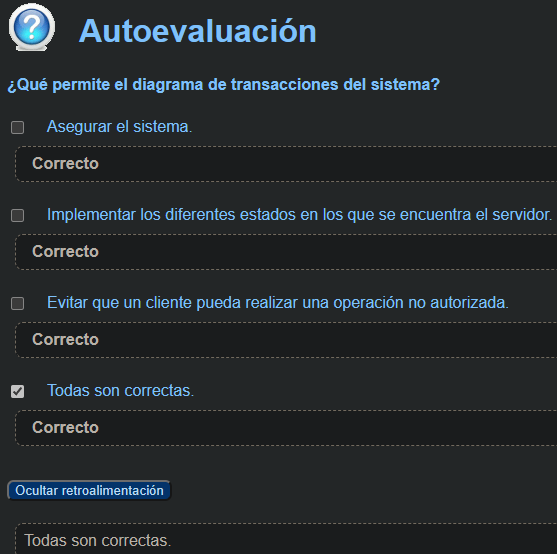 Autoevaluación
¿Qué permite el diagrama de transacciones del sistema?
Asegurar el sistema.
Correcto
Implementar los diferentes estados en los que se encuentra el servidor.
Correcto
Evitar que un cliente pueda realizar una operación no autorizada.
Correcto
Todas son correctas.
Correcto
Ocultar retroalimentación
Todas son correctas.